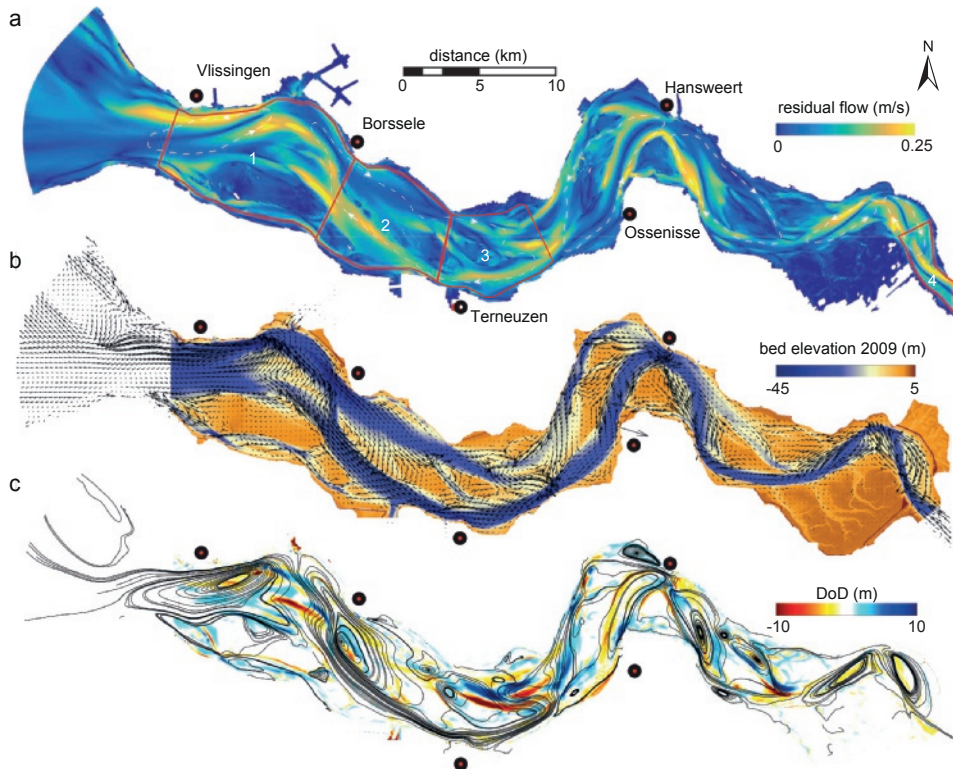 a
Vlissingen
distance (km)
0 5 10
Borssele
Hansweert
N
residual flow (m/s)
0 0.25
1
2
3
4
Ossenisse
Terneuzen
b
bed elevation 2009 (m)
-45 5
c
DoD (m)
-10 10